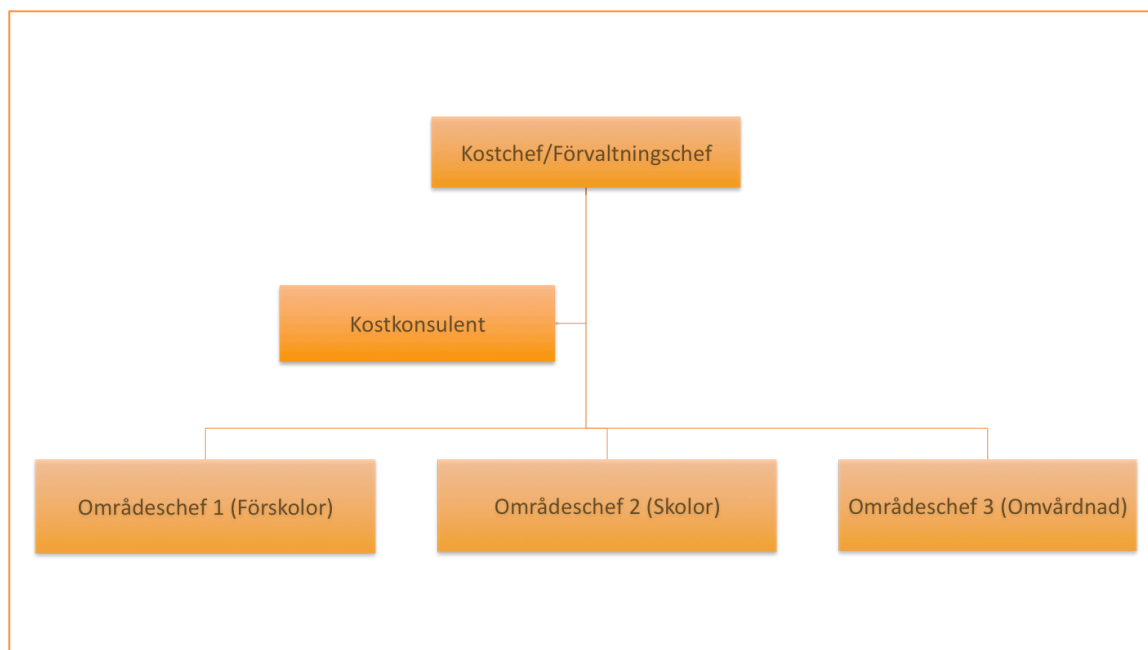 Kostchef/Förvaltningschef
Kostkonsulent
Områdeschef 1 (Förskolor)
Områdeschef 2 (Skolor)
Områdeschef 3 (Omvårdnad)